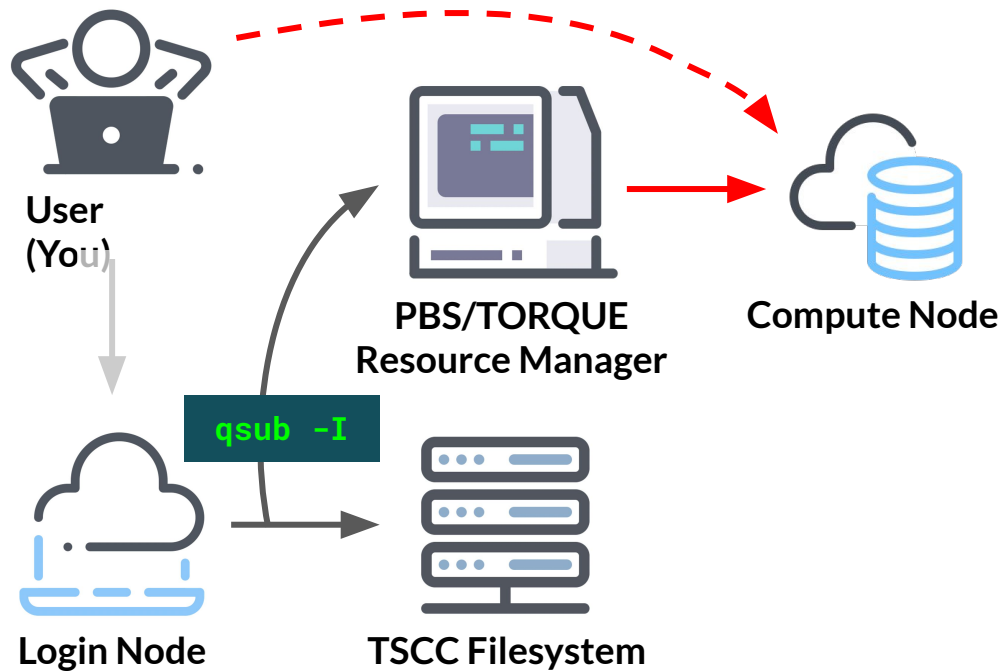 User
(You)
PBS/TORQUE
Resource Manager
Compute Node
qsub -I
Login Node
TSCC Filesystem